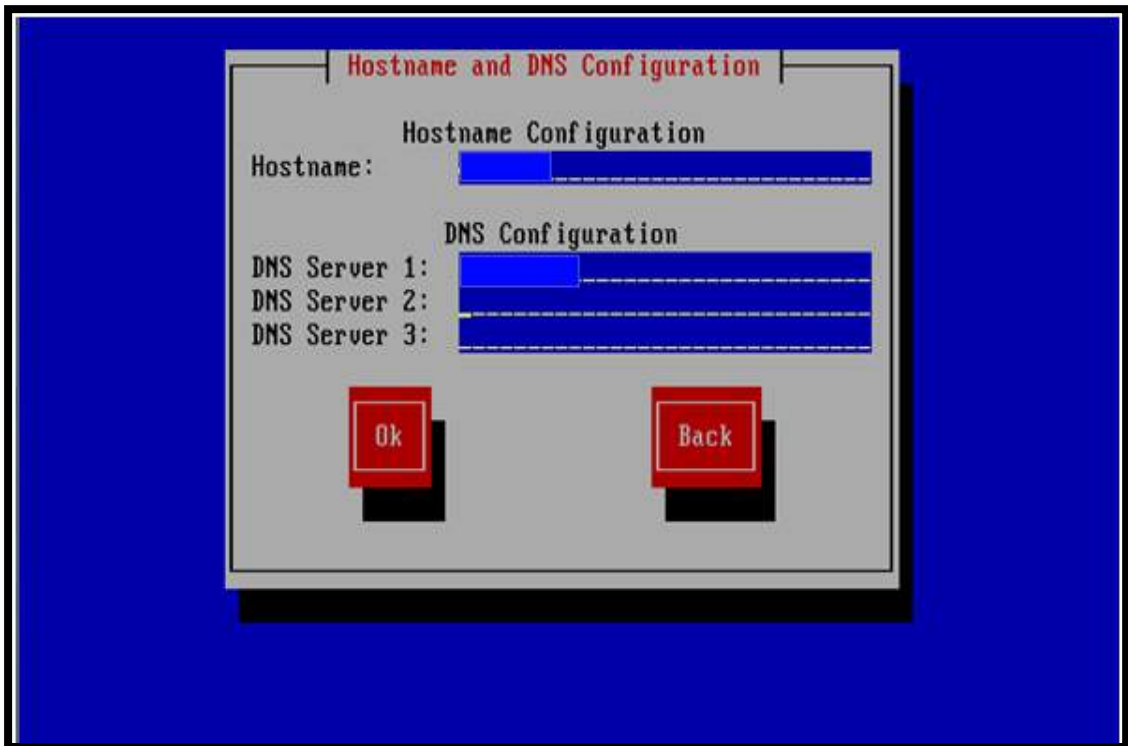 Hostname and DNS Configuration
Hostname Configuration
Hostname:
DNS Configuration
DNS Server 1:
DNS Server 2:
DNS Server 3:
Ok Back